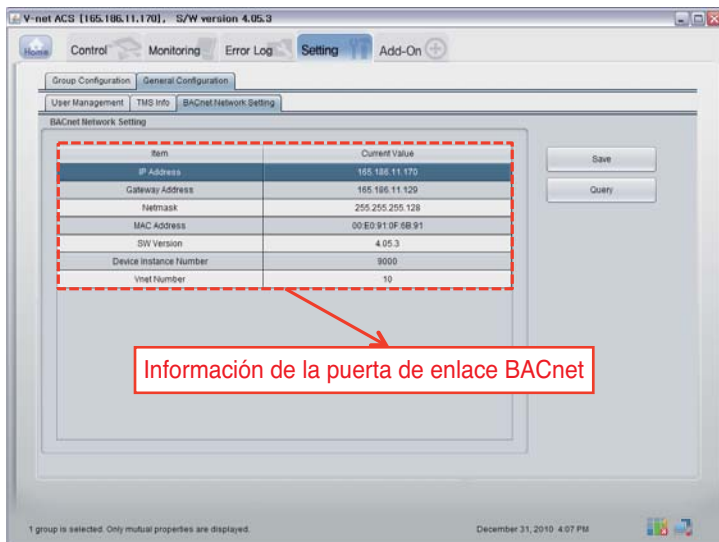 V-net ACS [165.186.11.170], S/W version 4.05.3
Home Control Monitoring Error Log Setting Add-On
Group Configuration General Configuration
User Management TMS Info BACnet Network Setting
BACnet Network Setting
Item Current Value
IP Address 165.186.11.170
Gateway Address 165.186.11.129
Netmask 255.255.255.128
MAC Address 00:E0:91:0F:6B:91
SW Version 4.05.3
Device Instance Number 9000
Vnet Number 10
Save
Query
Información de la puerta de enlace BACnet
1 group is selected. Only mutual properties are displayed. December 31, 2010 4:07 PM